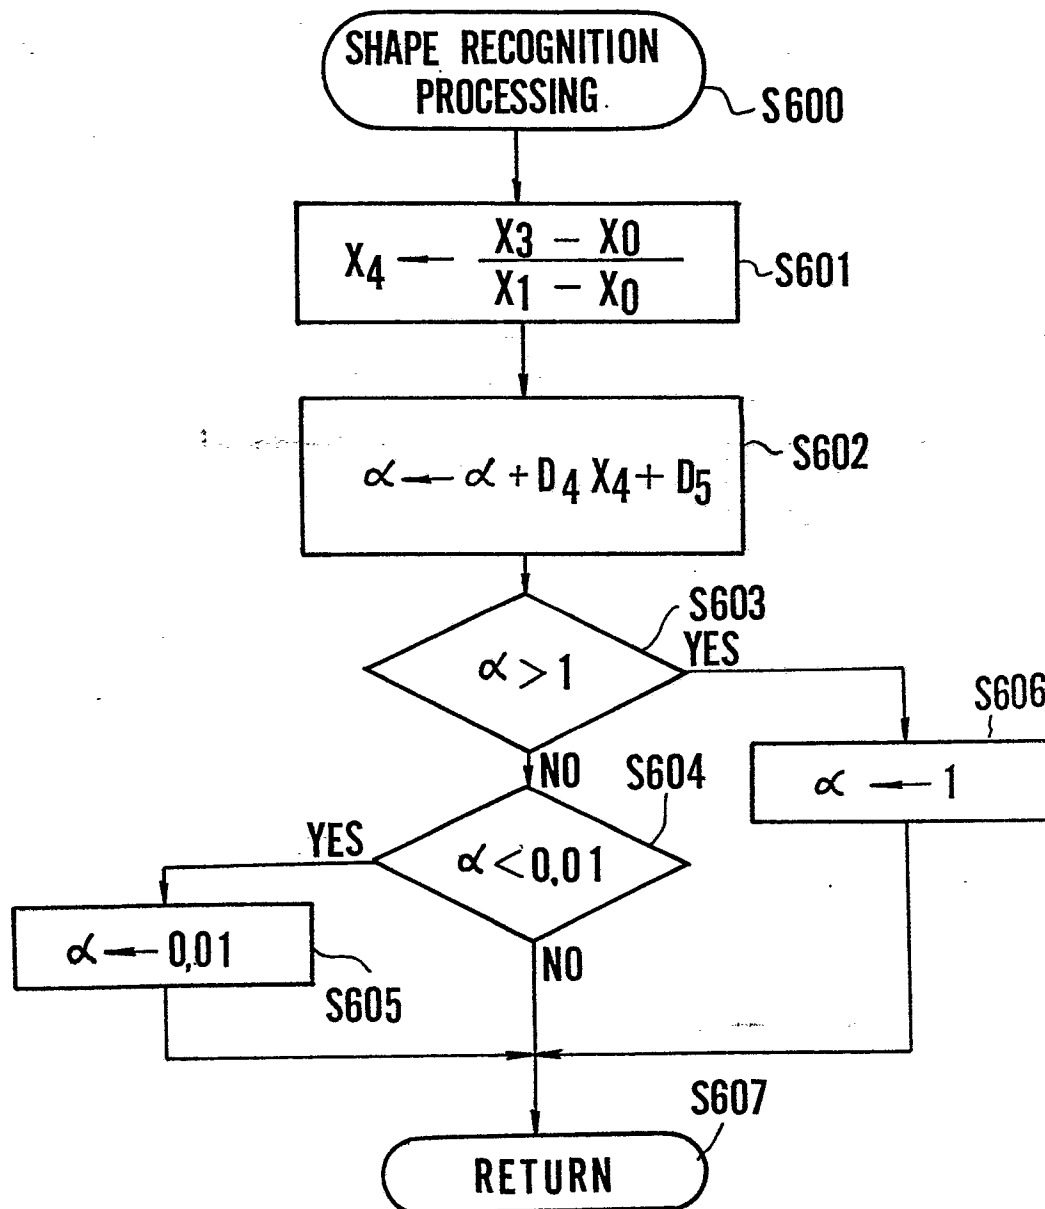 SHAPE RECOGNITION
PROCESSING
S600
X4 ← X3 - X0 / X1 - X0
S601
α ← α + D4 X4 + D5
S602
S603
α > 1
YES
S606
NO
α ← 1
S604
YES
α < 0,01
α ← 0,01
NO
S605
S607
RETURN